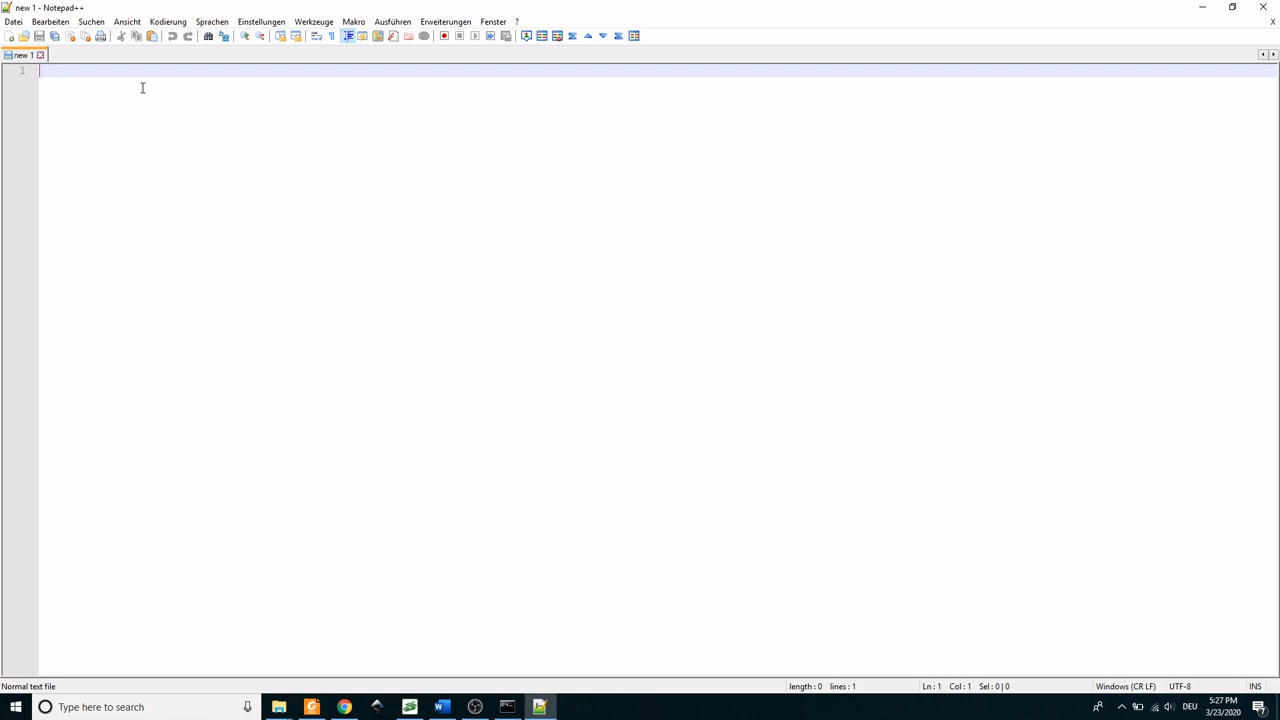 new 1 - Notepad++
Datei Bearbeiten Suchen Ansicht Kodierung Sprachen Einstellungen Werkzeuge Makro Ausführen Erweiterungen Fenster ? X
new 1
1
Normal text file length : 0 lines : 1 Ln : 1 Col : 1 Sel : 0 | 0 Windows (CR LF) UTF-8 INS
Type here to search DEU 5:27 PM
3/23/2020